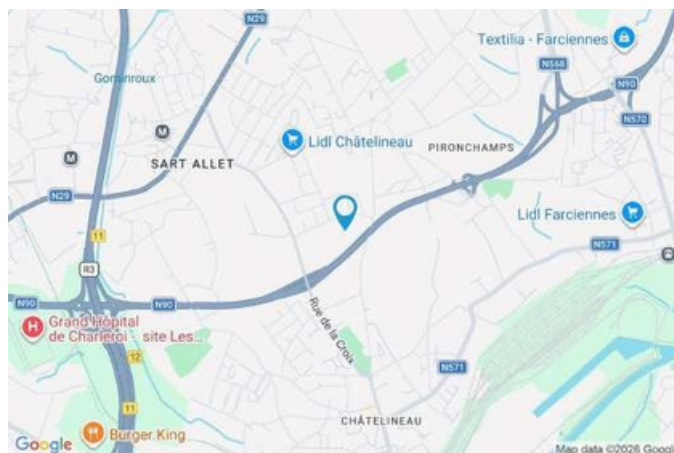 N29
Textilia - Farciennes
N568
Gominroux
N90
N570
M
Lidl Châtelineau
PIRONCHAMPS
SART ALLET
M
N29
Lidl Farciennes
11
N571
R3
N90
N90
Rue de la Croix
H
Grand Hôpital
de Charleroi - site Les...
12
N571
11
CHÂTELINEAU
Burger King
Google
Map data ©2026 Google